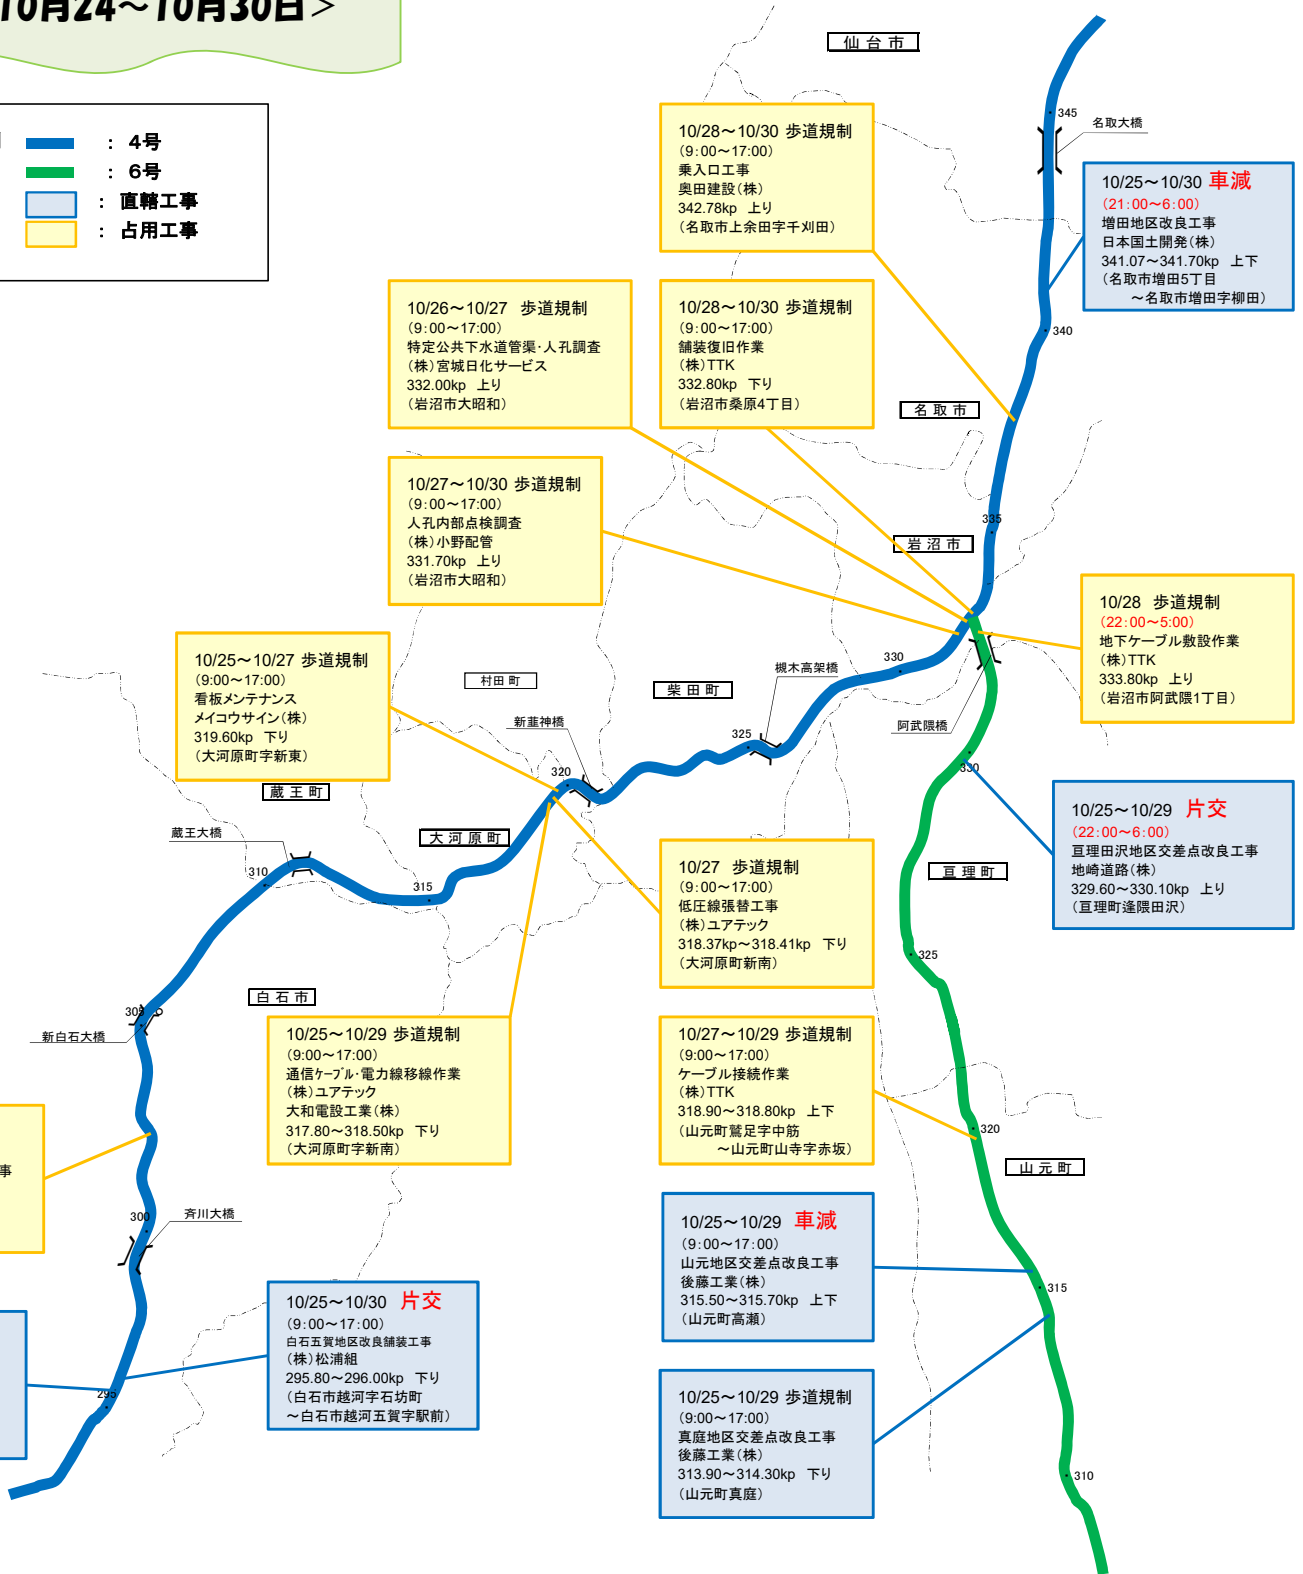 10月24～10月30日＞
： 4号
： 6号
： 直轄工事
： 占用工事
仙台市
345
名取大橋
10/28～10/30 歩道規制
(9:00～17:00)
乗入口工事
奥田建設(株)
342.78kp 上り
(名取市上余田字千刈田)
10/25～10/30 車減
(21:00～6:00)
増田地区改良工事
日本国土開発(株)
341.07～341.70kp 上下
(名取市増田5丁目
～名取市増田字柳田)
340
10/26～10/27 歩道規制
(9:00～17:00)
特定公共下水道管渠・人孔調査
(株)宮城日化サービス
332.00kp 上り
(岩沼市大昭和)
10/28～10/30 歩道規制
(9:00～17:00)
舗装復旧作業
(株)TTK
332.80kp 下り
(岩沼市桑原4丁目)
名取市
10/27～10/30 歩道規制
(9:00～17:00)
人孔内部点検調査
(株)小野配管
331.70kp 上り
(岩沼市大昭和)
335
岩沼市
10/28 歩道規制
(22:00～5:00)
地下ケーブル敷設作業
(株)TTK
333.80kp 上り
(岩沼市阿武隈1丁目)
10/25～10/27 歩道規制
(9:00～17:00)
看板メンテナンス
メイコウサイン(株)
319.60kp 下り
(大河原町字新東)
村田町
柴田町
槻木高架橋
330
新韮神橋
325
阿武隈橋
320
330
蔵王町
蔵王大橋
大河原町
310
315
10/25～10/29 片交
(22:00～6:00)
亘理田沢地区交差点改良工事
地崎道路(株)
329.60～330.10kp 上り
(亘理町逢隈田沢)
10/27 歩道規制
(9:00～17:00)
低圧線張替工事
(株)ユアテック
318.37kp～318.41kp 下り
(大河原町新南)
亘理町
325
白石市
305
新白石大橋
10/25～10/29 歩道規制
(9:00～17:00)
通信ケーブル・電力線移線作業
(株)ユアテック
大和電設工業(株)
317.80～318.50kp 下り
(大河原町字新南)
10/27～10/29 歩道規制
(9:00～17:00)
ケーブル接続作業
(株)TTK
318.90～318.80kp 上下
(山元町鷲足字中筋
～山元町山寺字赤坂)
320
山元町
事
300
斉川大橋
10/25～10/29 車減
(9:00～17:00)
山元地区交差点改良工事
後藤工業(株)
315.50～315.70kp 上下
(山元町高瀬)
315
10/25～10/30 片交
(9:00～17:00)
白石五賀地区改良舗装工事
(株)松浦組
295.80～296.00kp 下り
(白石市越河字石坊町
～白石市越河五賀字駅前)
295
10/25～10/29 歩道規制
(9:00～17:00)
真庭地区交差点改良工事
後藤工業(株)
313.90～314.30kp 下り
(山元町真庭)
310